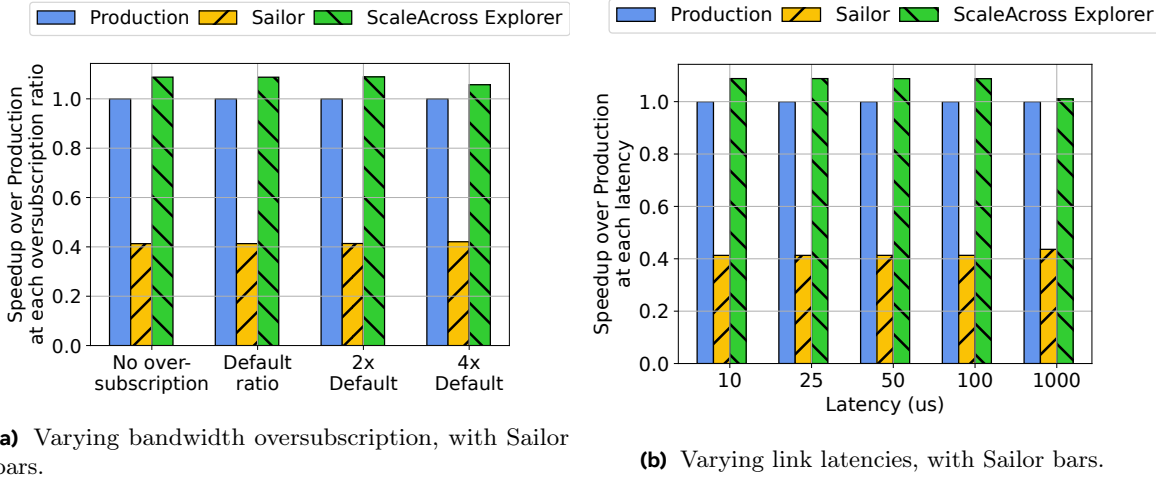 Production Sailor ScaleAcross Explorer
Speedup over Production
at each oversubscription ratio
1.0
0.8
0.6
0.4
0.2
0.0
No over-
subscription
Default
ratio
2x
Default
4x
Default
a) Varying bandwidth oversubscription, with Sailor
bars.
Production Sailor ScaleAcross Explorer
Speedup over Production
at each latency
1.0
0.8
0.6
0.4
0.2
0.0
10 25 50 100 1000
Latency (us)
(b) Varying link latencies, with Sailor bars.